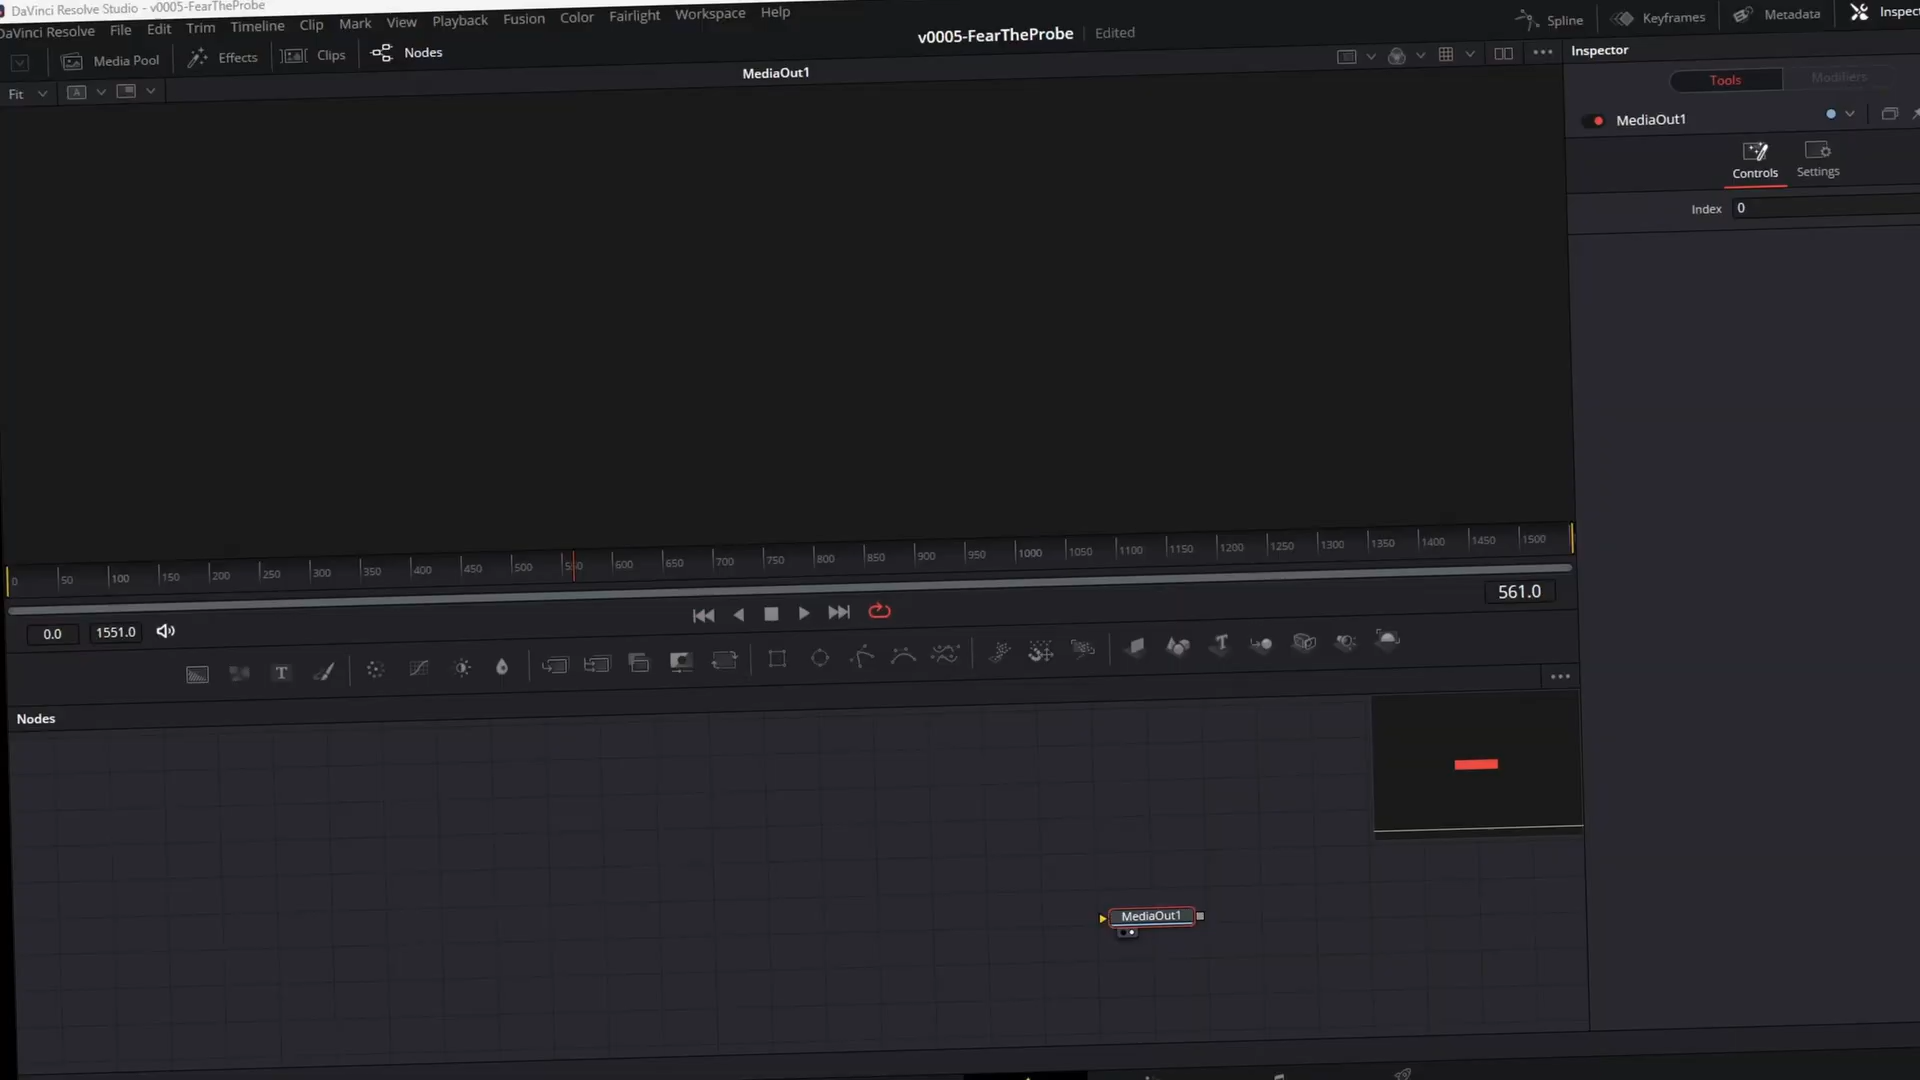 DaVinci Resolve Studio - v0005-FearTheProbe
DaVinci Resolve File Edit Trim Timeline Clip Mark View Playback Fusion Color Fairlight Workspace Help
Media Pool Effects Clips Nodes
v0005-FearTheProbe Edited
Spline Keyframes Metadata Inspec
Fit A
MediaOut1
Inspector
Tools Modifiers
MediaOut1
Controls Settings
Index 0
0 50 100 150 200 250 300 350 400 450 500 550 600 650 700 750 800 850 900 950 1000 1050 1100 1150 1200 1250 1300 1350 1400 1450 1500
561.0
0.0 1551.0
T T
Nodes
MediaOut1